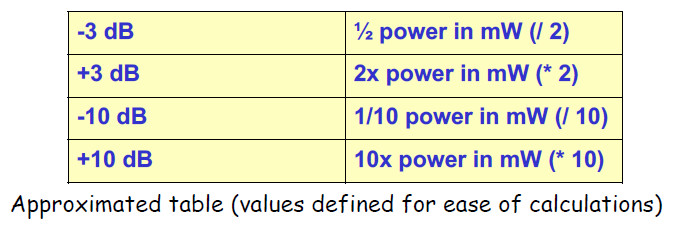 -3 dB ½ power in mW (/ 2)
+3 dB 2x power in mW (* 2)
-10 dB 1/10 power in mW (/ 10)
+10 dB 10x power in mW (* 10)
Approximated table (values defined for ease of calculations)